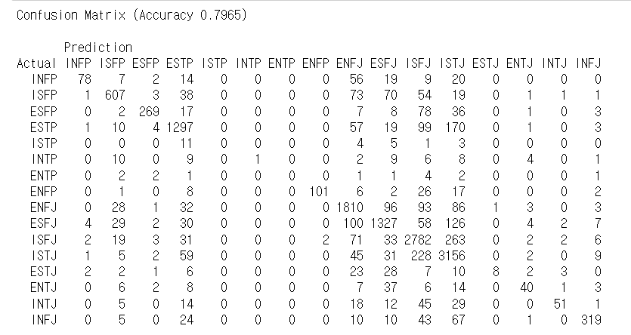 Confusion Matrix (Accuracy 0.7965)
Prediction
Actual INFP ISFP ESFP ESTP ISTP INTP ENTP ENFP ENFJ ESFJ ISFJ ISTJ ESTJ ENTJ INTJ INFJ
INFP 78 7 2 14 0 0 0 0 56 19 9 20 0 0 0 0
ISFP 1 607 3 38 0 0 0 0 73 70 54 19 0 1 1 1
ESFP 0 2 269 17 0 0 0 0 7 8 78 36 0 1 0 3
ESTP 1 10 4 1297 0 0 0 0 57 19 99 170 0 1 0 3
ISTP 0 0 0 11 0 0 0 0 4 5 1 3 0 0 0 0
INTP 0 10 0 9 0 1 0 0 2 9 6 8 0 4 0 1
ENTP 0 2 2 1 0 0 0 0 1 1 4 2 0 0 0 1
ENFP 0 1 0 8 0 0 0 101 6 2 26 17 0 0 0 2
ENFJ 0 28 1 32 0 0 0 0 1810 96 93 86 1 3 0 3
ESFJ 4 29 2 30 0 0 0 0 100 1327 58 126 0 4 2 7
ISFJ 2 19 3 31 0 0 0 2 71 33 2782 263 0 2 2 6
ISTJ 1 5 2 59 0 0 0 0 45 31 228 3156 0 2 0 9
ESTJ 2 2 1 6 0 0 0 0 23 28 7 10 8 2 3 0
ENTJ 0 6 2 8 0 0 0 0 7 37 6 14 0 40 1 3
INTJ 0 5 0 14 0 0 0 0 18 12 45 29 0 0 51 1
INFJ 0 5 0 24 0 0 0 0 10 10 43 67 0 1 0 319